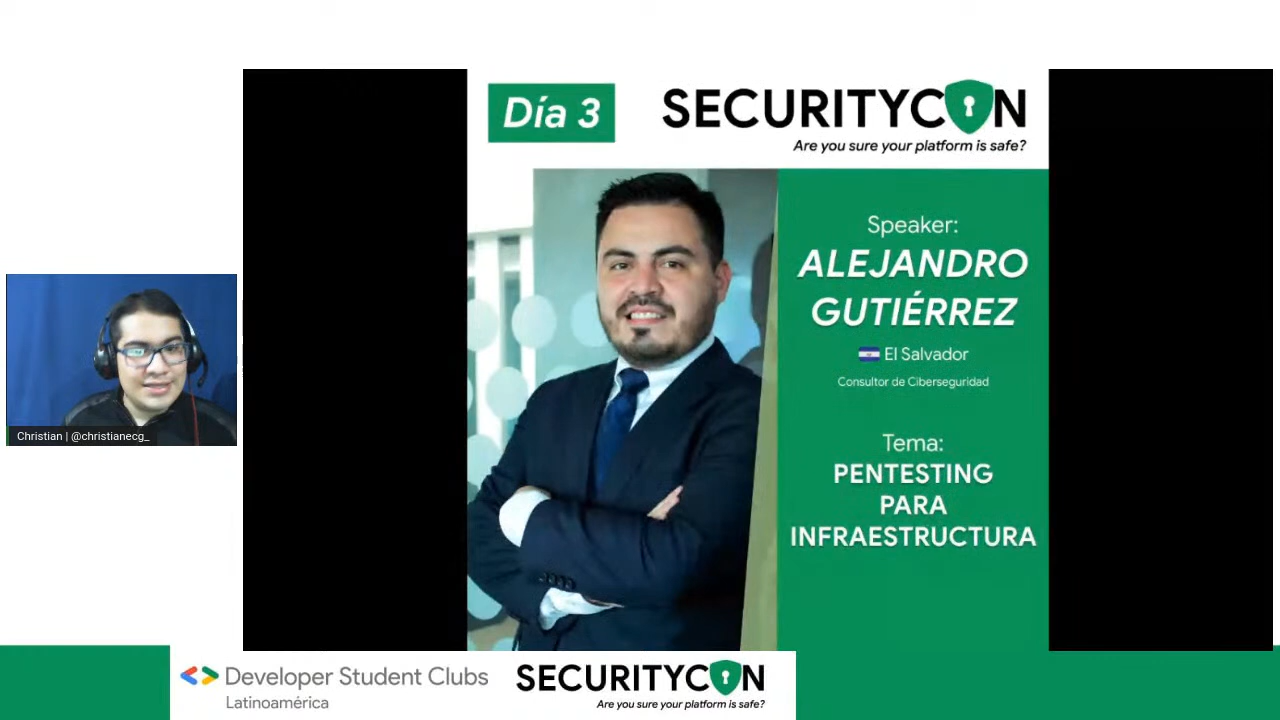 Día 3
SECURITYCON
Are you sure your platform is safe?
Speaker:
ALEJANDRO
GUTIÉRREZ
El Salvador
Consultor de Ciberseguridad
Tema:
PENTESTING
PARA
INFRAESTRUCTURA
Christian | @christianecg_
Developer Student Clubs
Latinoamérica
SECURITYCON
Are you sure your platform is safe?